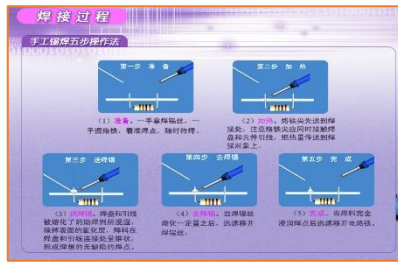 焊接过程
手工锡焊五步操作法
第一步 准 备
第二步 加 热
(1)准备。一手拿焊锡丝,一
手握烙铁,看准焊点,随时待焊。
(2)加热。烙铁尖先送到焊
接处,注意烙铁尖应同时接触焊
盘和元件引线,把热量传送到焊
接对象上。
第三步 送焊锡
第四步 去焊锡
第五步 完 成
(3)送焊锡。焊盘和引线
被熔化了的助焊剂所浸湿,
除掉表面的氧化层,焊料在
焊盘和引线连接处呈锥状,
形成理想的无缺陷的焊点。
(4)去焊锡。当焊锡丝
熔化一定量之后,迅速移开
焊锡丝。
(5)完成。当焊料完全
浸润焊点后迅速移开电烙铁。